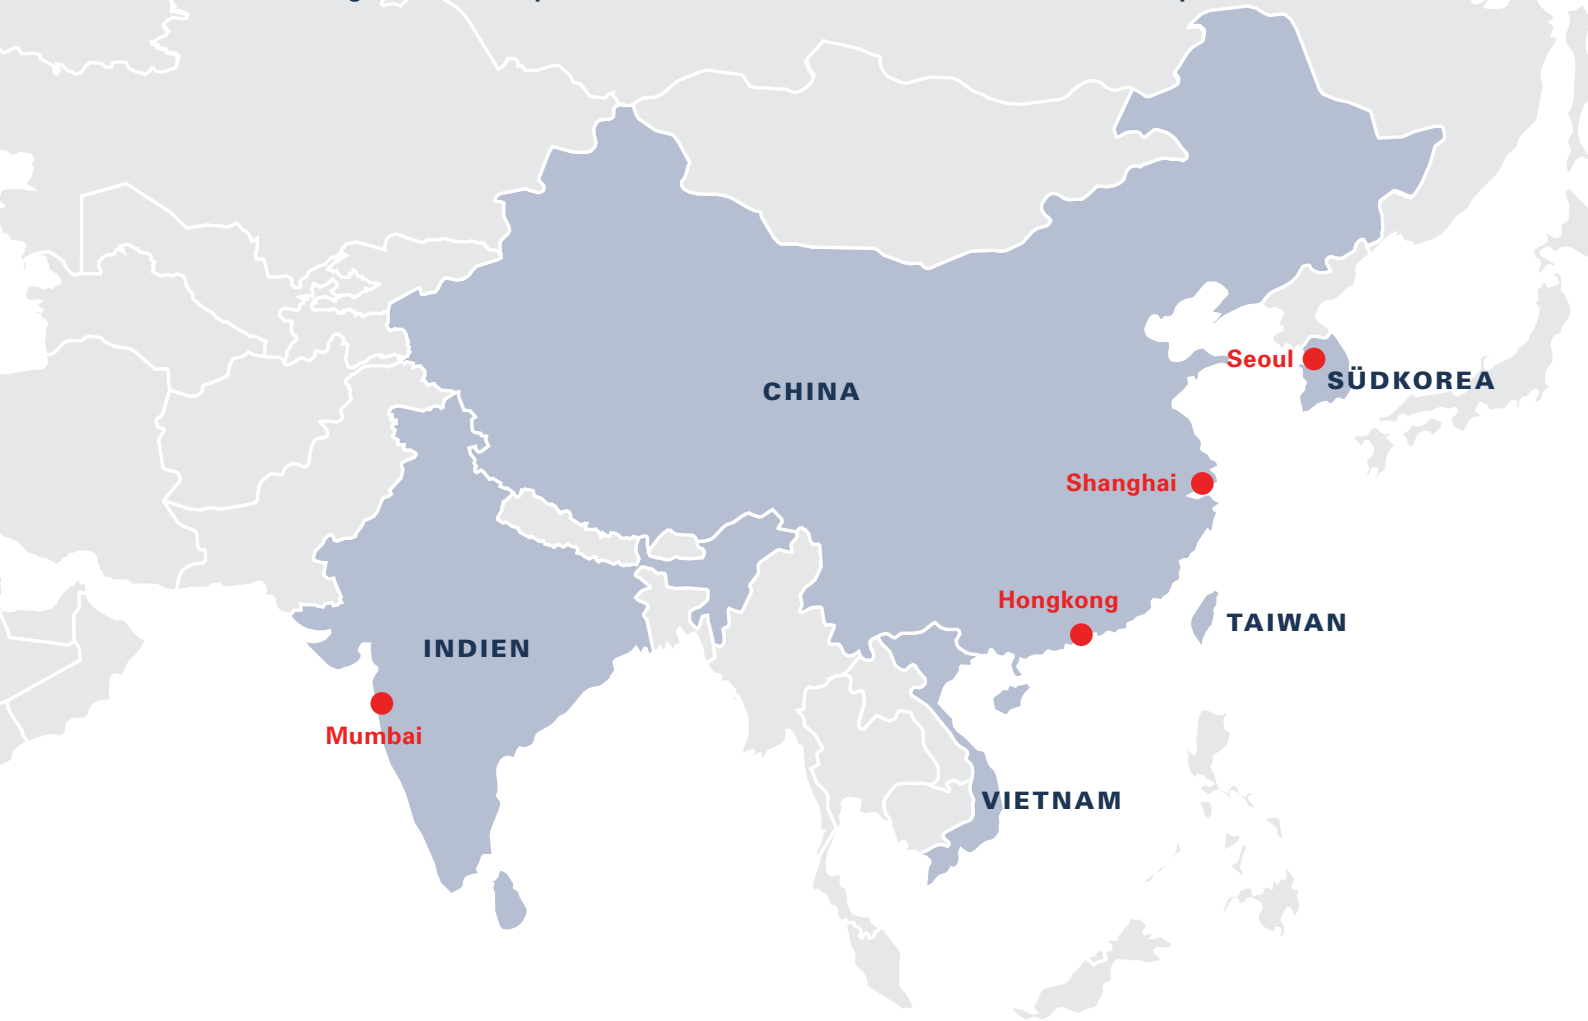 Seoul
SÜDKOREA
CHINA
Shanghai
Hongkong
TAIWAN
INDIEN
Mumbai
VIETNAM